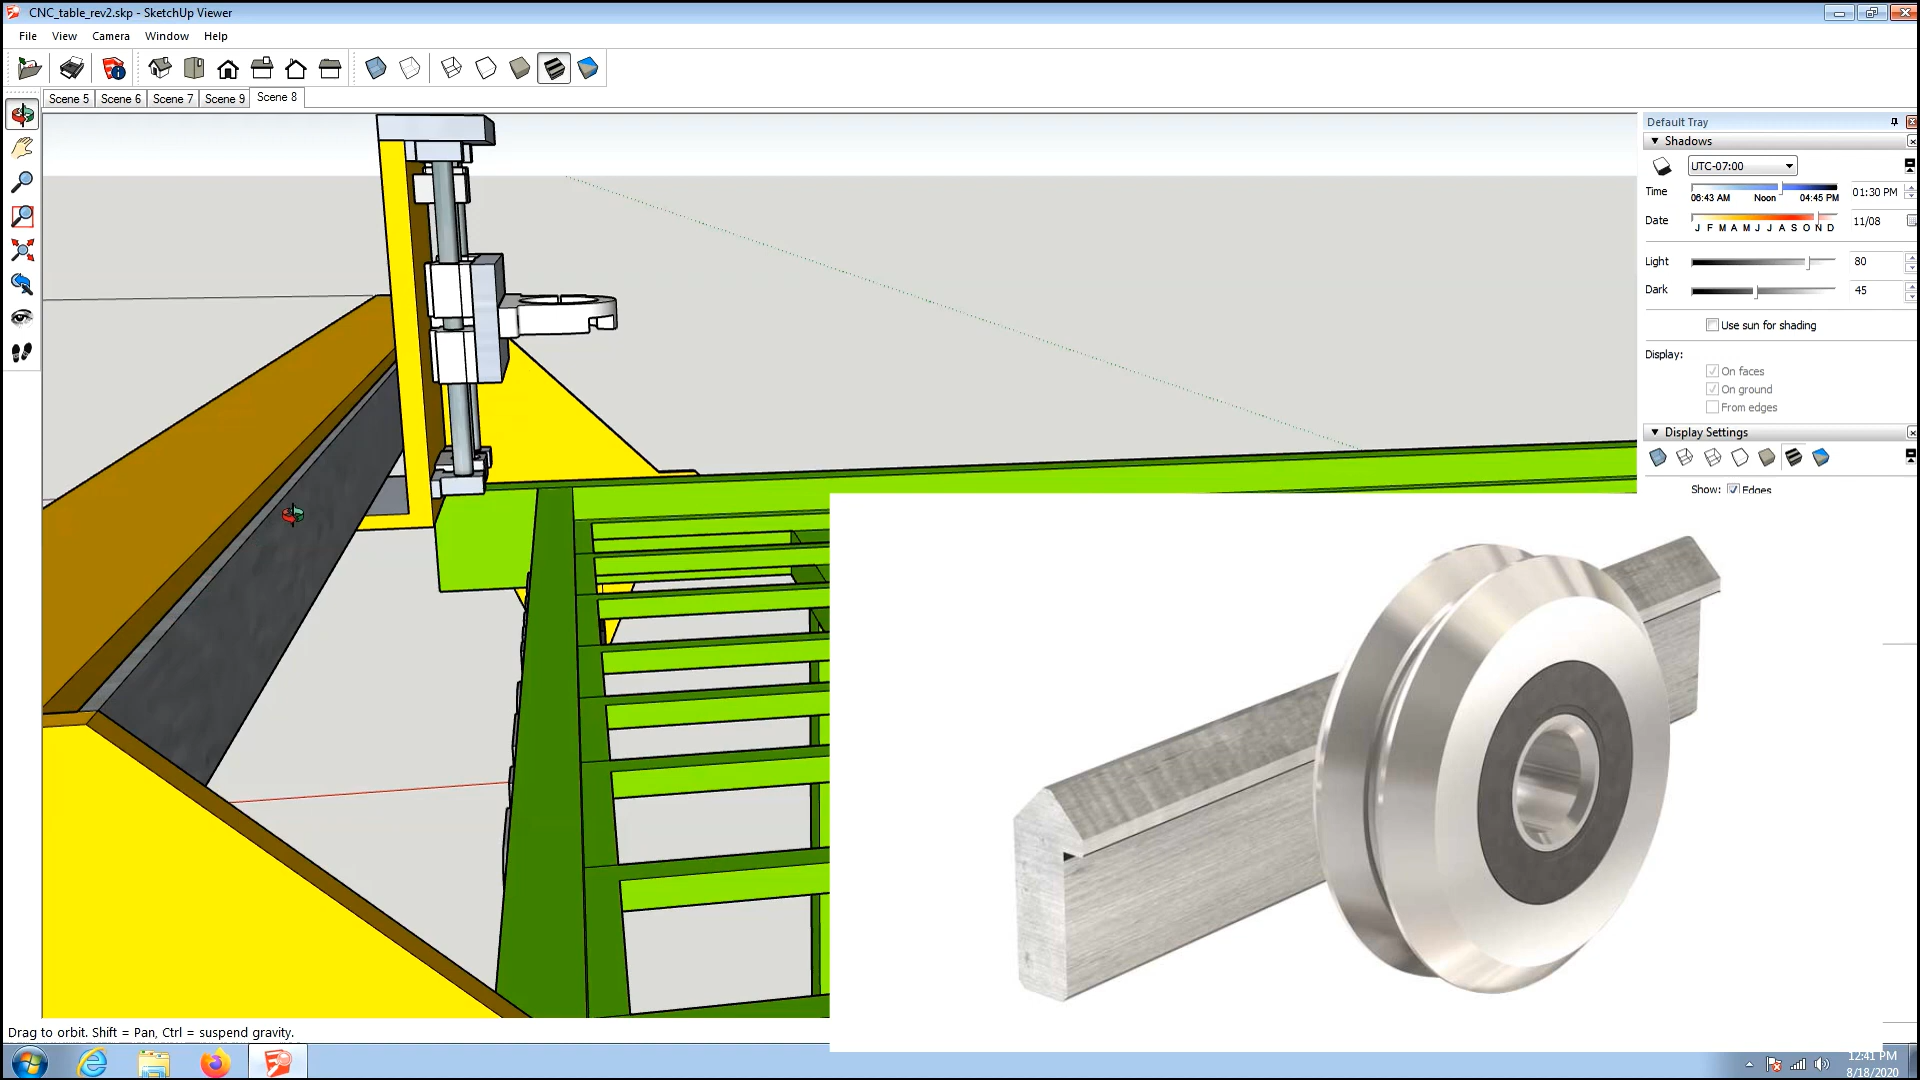 CNC_table_rev2.skp - SketchUp Viewer
File View Camera Window Help
Scene 5 Scene 6 Scene 7 Scene 9 Scene 8
Default Tray
Shadows
UTC-07:00
Time 01:30 PM
06:43 AM Noon 04:45 PM
Date 11/08
J F M A M J J A S O N D
Light 80
Dark 45
Use sun for shading
Display:
On faces
On ground
From edges
Display Settings
Show: Edges
Drag to orbit. Shift = Pan, Ctrl = suspend gravity.
12:41 PM
8/18/2020